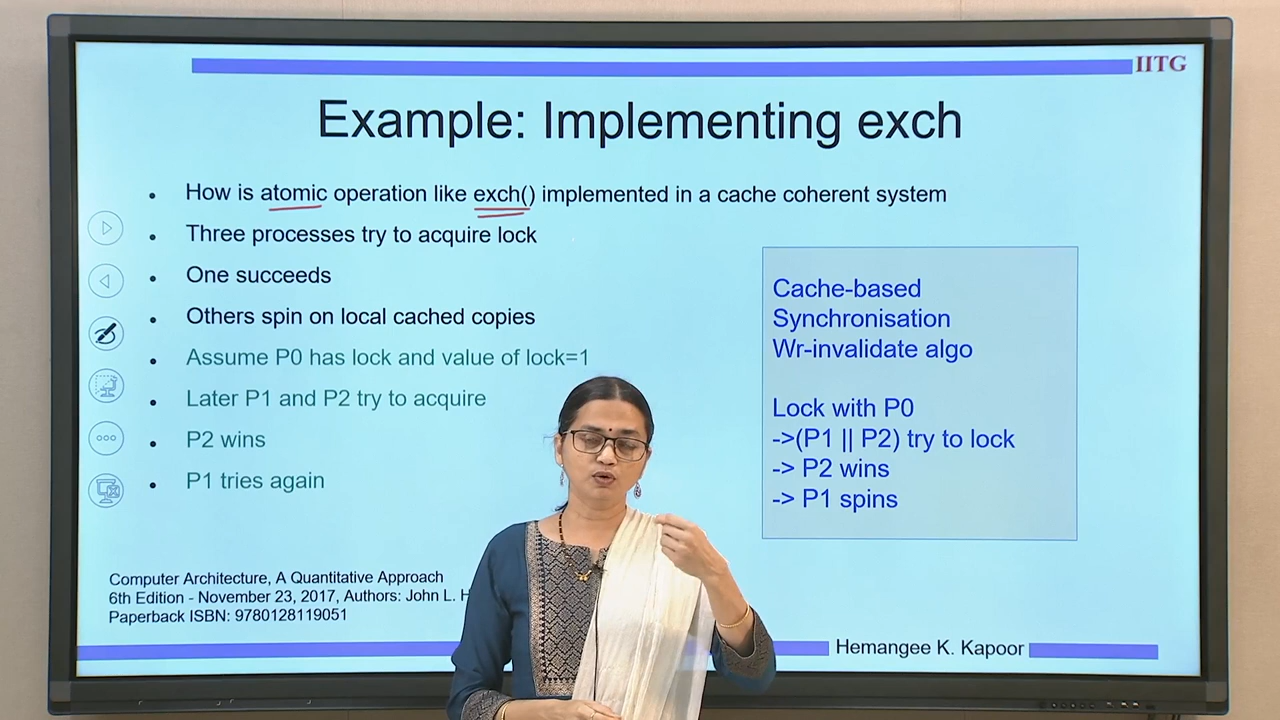 IITG
Example: Implementing exch
How is atomic operation like exch() implemented in a cache coherent system
Three processes try to acquire lock
One succeeds
Others spin on local cached copies
Assume P0 has lock and value of lock=1
Later P1 and P2 try to acquire
P2 wins
P1 tries again
Cache-based
Synchronisation
Wr-invalidate algo
Lock with P0
->(P1 || P2) try to lock
-> P2 wins
-> P1 spins
Computer Architecture, A Quantitative Approach
6th Edition - November 23, 2017, Authors: John L.
Paperback ISBN: 9780128119051
Hemangee K. Kapoor